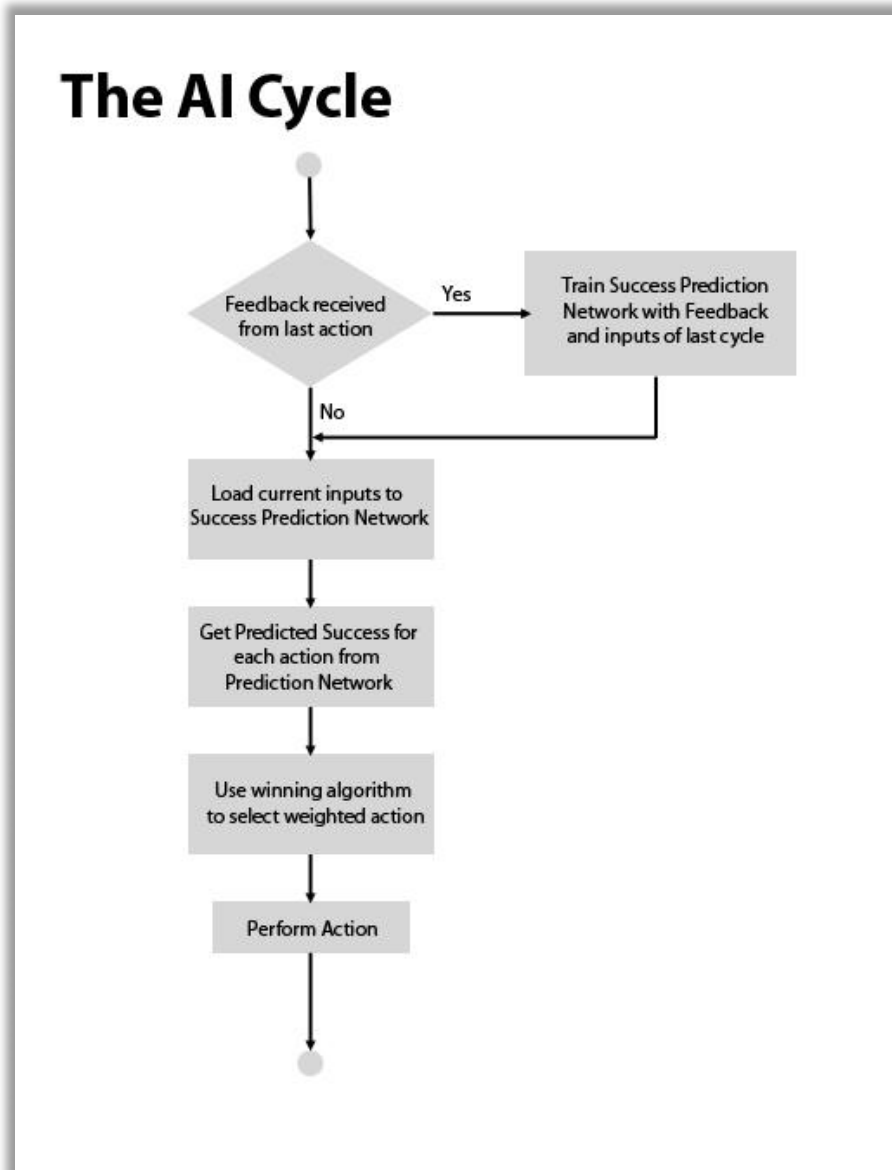 The AI Cycle
Feedback received
from last action
Yes
Train Success Prediction
Network with Feedback
and inputs of last cycle
No
Load current inputs to
Success Prediction Network
Get Predicted Success for
each action from
Prediction Network
Use winning algorithm
to select weighted action
Perform Action